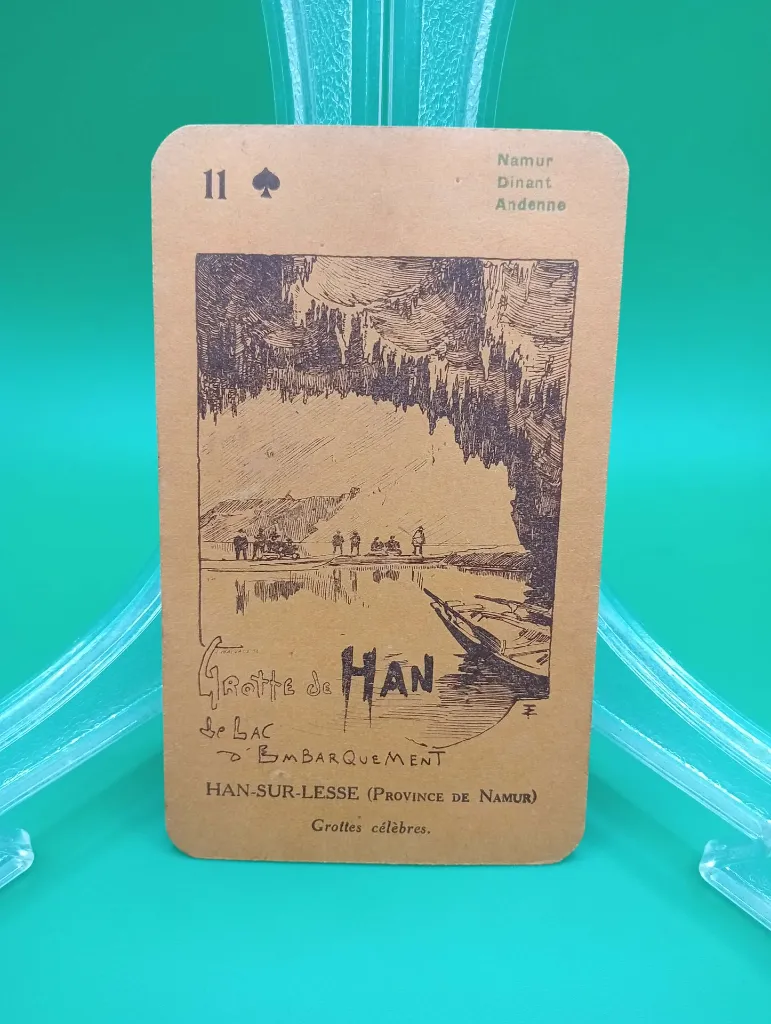 11 ♠
Namur
Dinant
Andenne
Grotte de HAN
Le Lac
d'Embarquement
HAN-SUR-LESSE (Province de Namur)
Grottes célèbres.